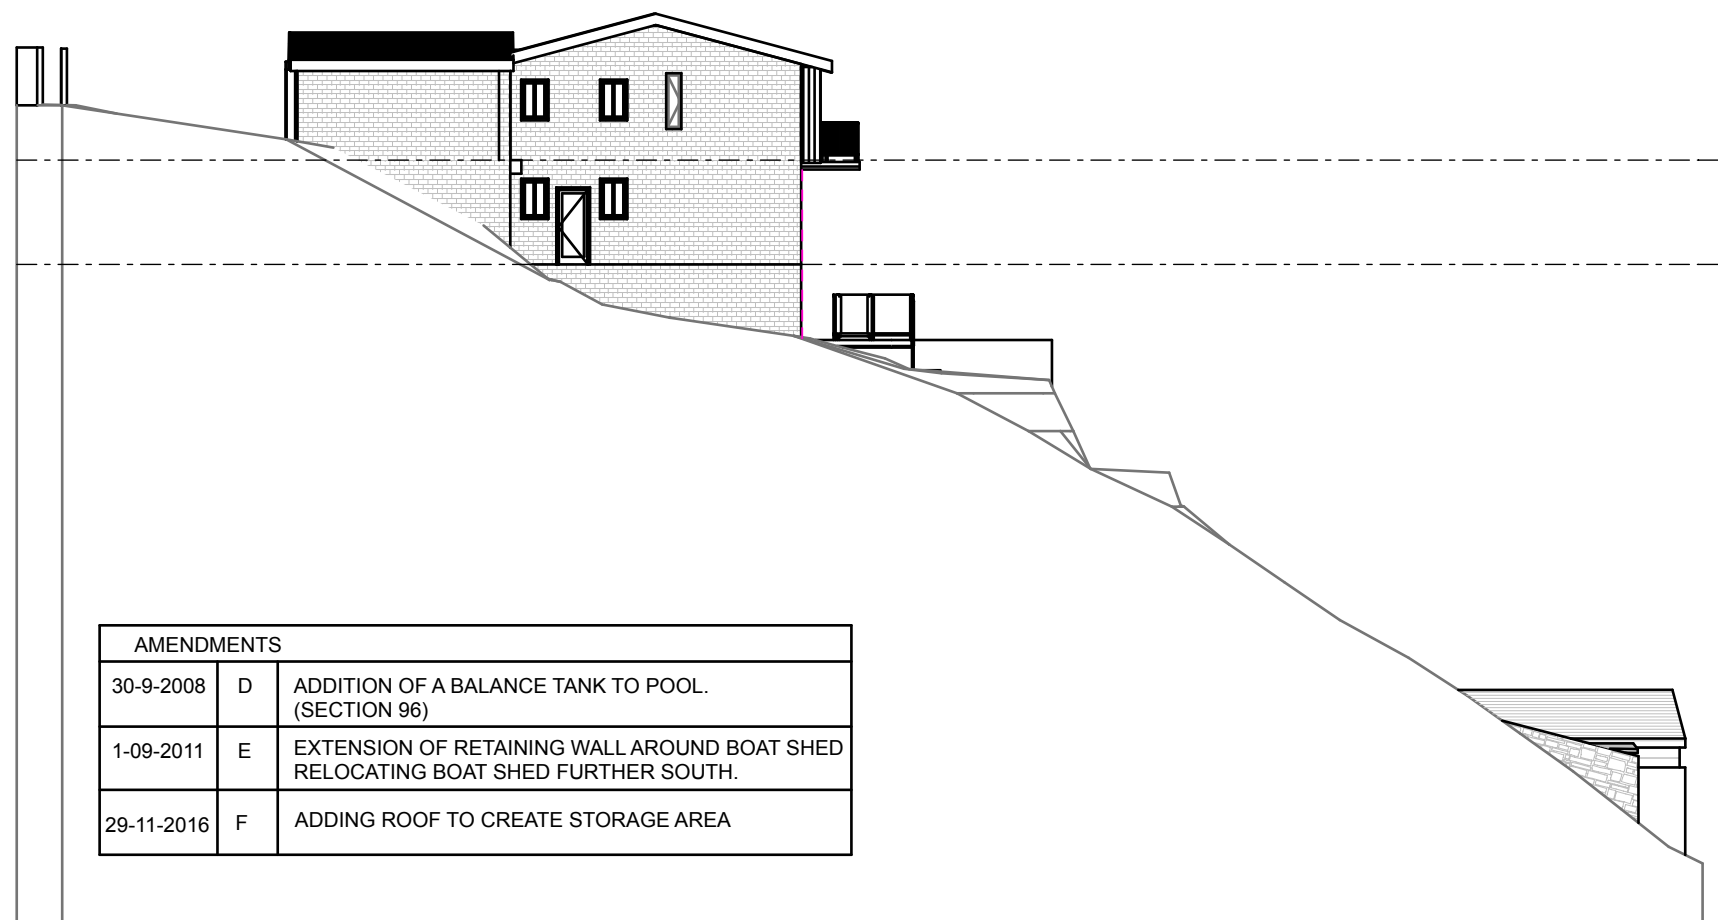 AMENDMENTS
30-9-2008 D ADDITION OF A BALANCE TANK TO POOL.
(SECTION 96)
1-09-2011 E EXTENSION OF RETAINING WALL AROUND BOAT SHED
RELOCATING BOAT SHED FURTHER SOUTH.
29-11-2016 F ADDING ROOF TO CREATE STORAGE AREA